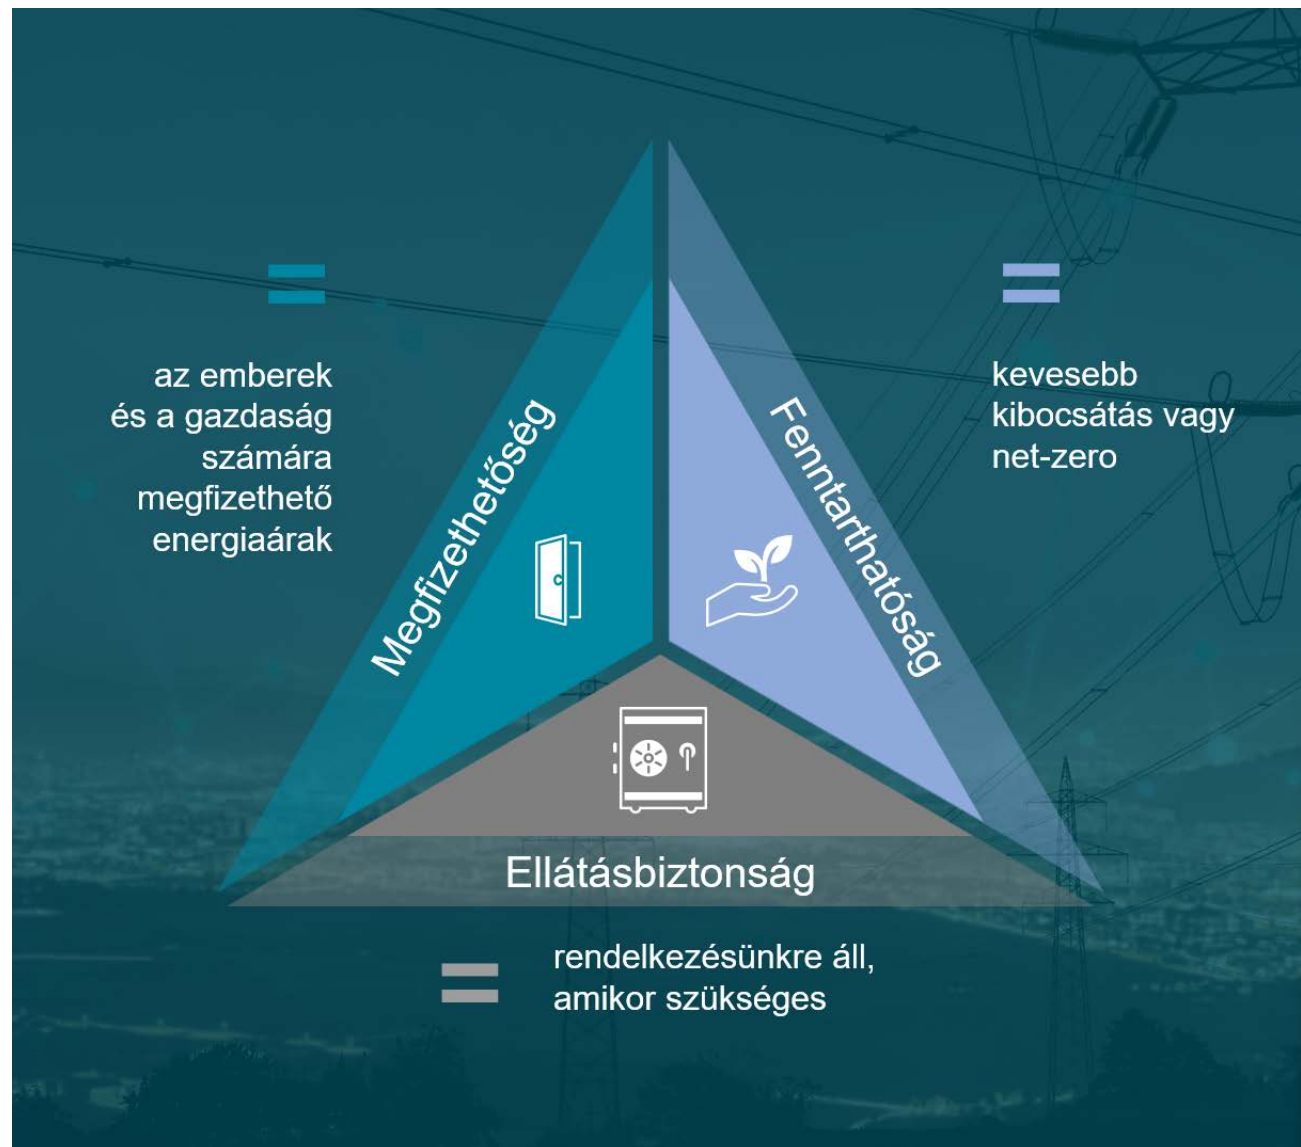 az emberek
és a gazdaság
számára
megfizethető
energiaárak
Megfizethetőség
Fenntarthatóság
kevesebb
kibocsátás vagy
net-zero
Ellátásbiztonság
rendelkezésünkre áll,
amikor szükséges